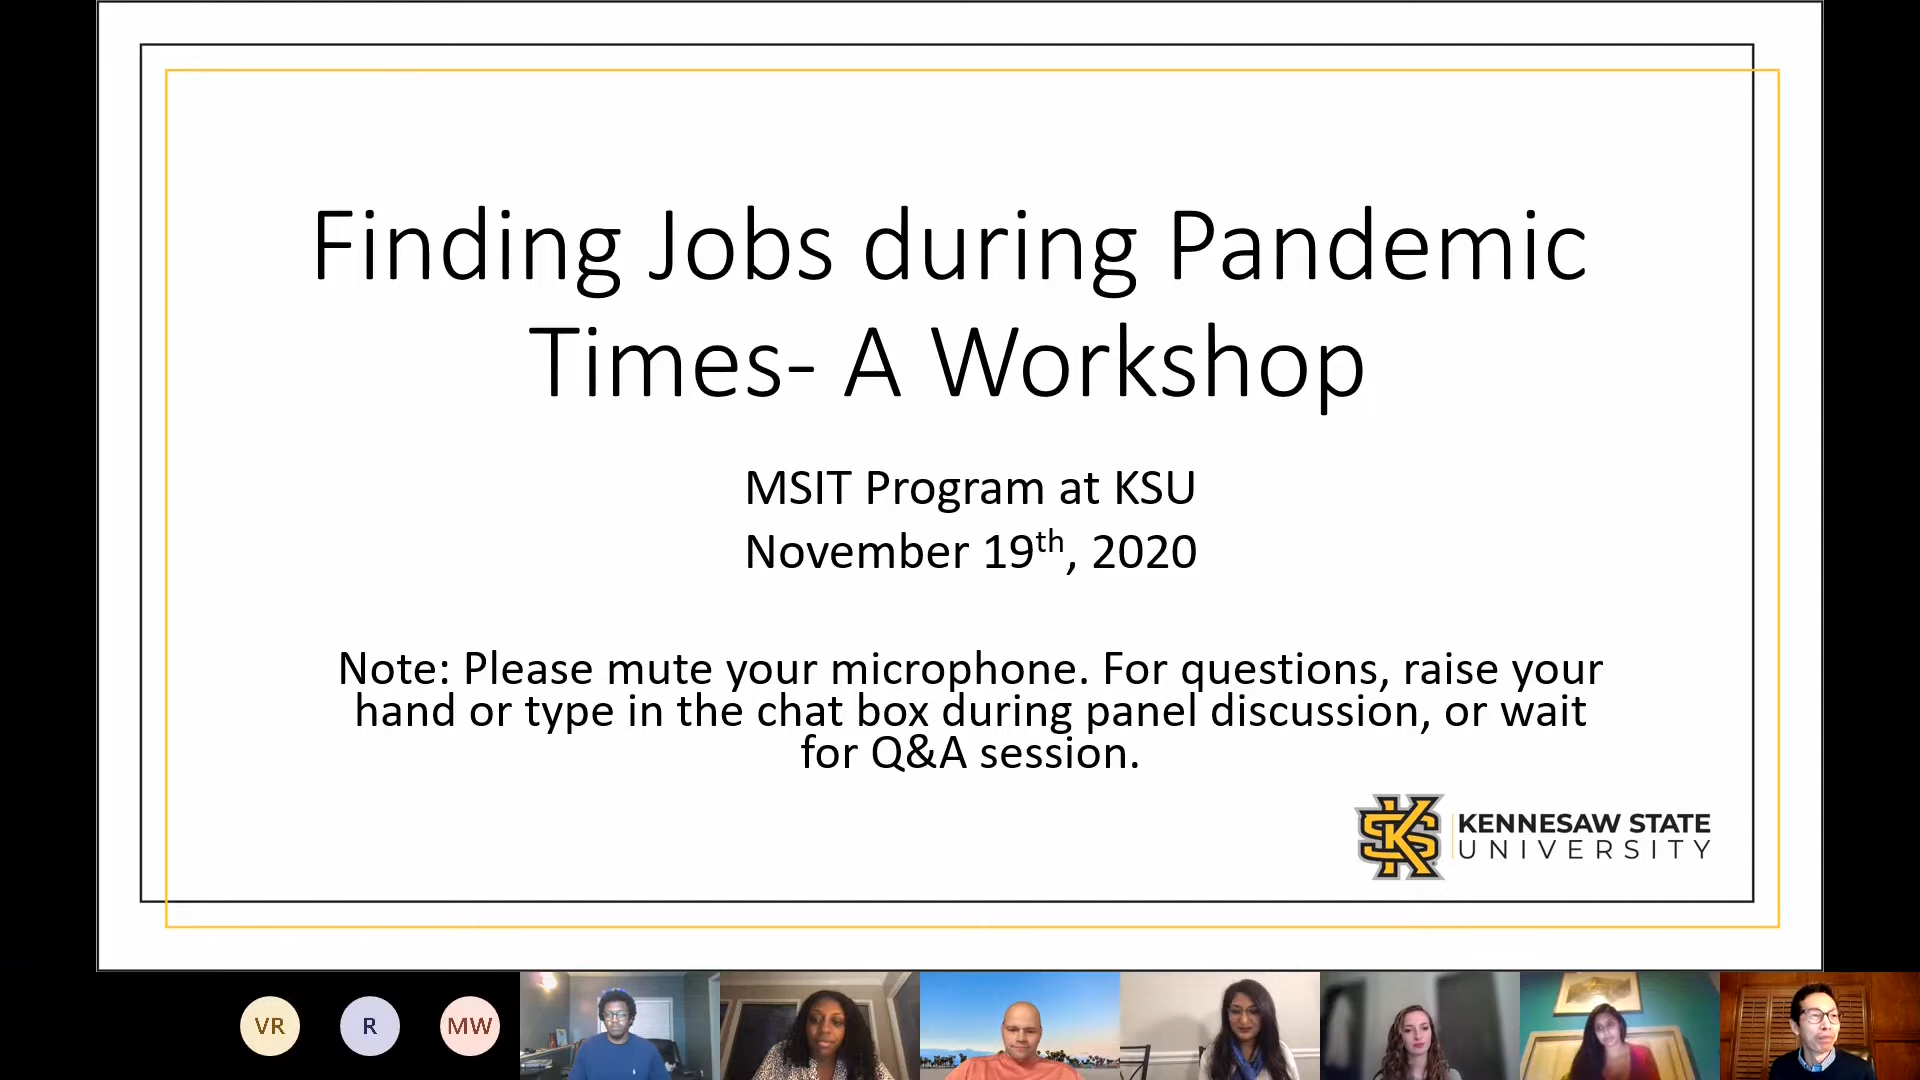 Finding Jobs during Pandemic
Times- A Workshop
MSIT Program at KSU
November 19th, 2020
Note: Please mute your microphone. For questions, raise your
hand or type in the chat box during panel discussion, or wait
for Q&A session.
KS
KENNESAW STATE
UNIVERSITY
VR
R
MW